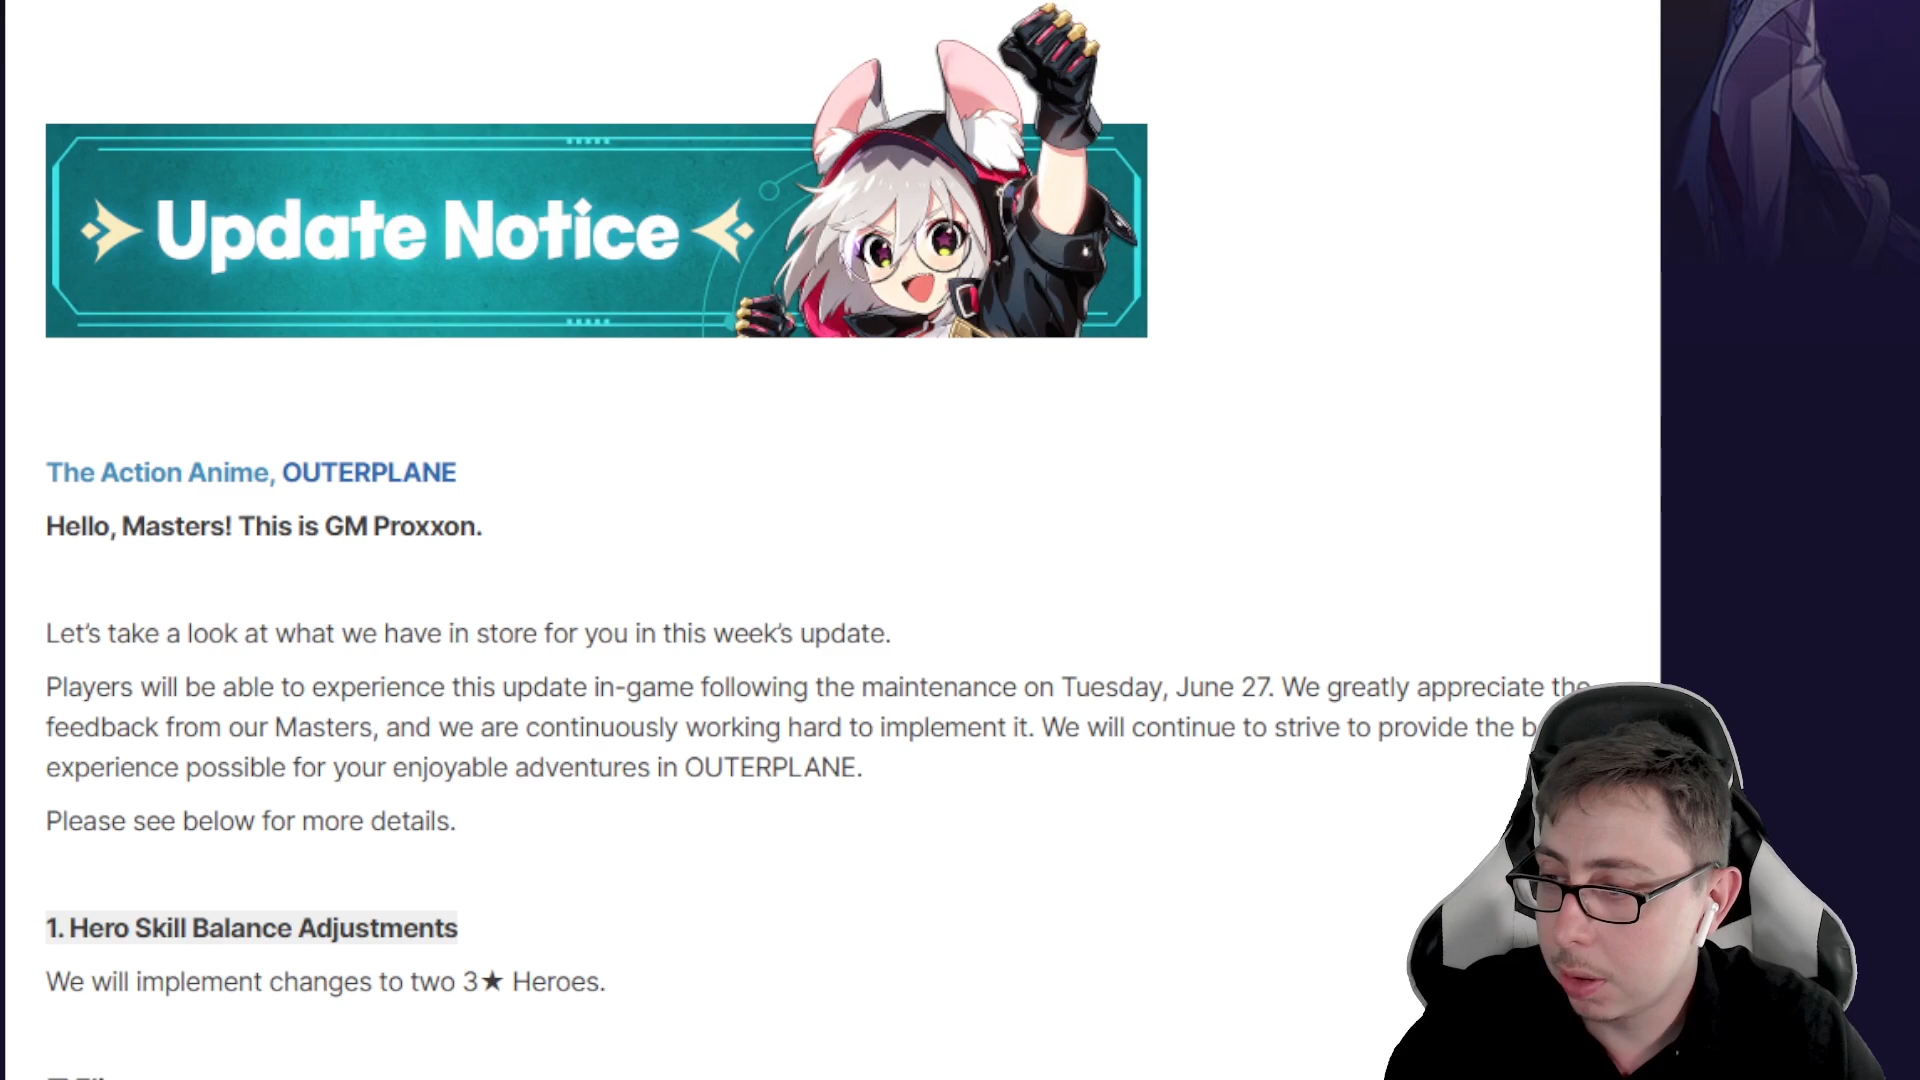 Update Notice
The Action Anime, OUTERPLANE
Hello, Masters! This is GM Proxxon.
Let's take a look at what we have in store for you in this week's update.
Players will be able to experience this update in-game following the maintenance on Tuesday, June 27. We greatly appreciate the
feedback from our Masters, and we are continuously working hard to implement it. We will continue to strive to provide the
experience possible for your enjoyable adventures in OUTERPLANE.
Please see below for more details.
1. Hero Skill Balance Adjustments
We will implement changes to two 3★ Heroes.